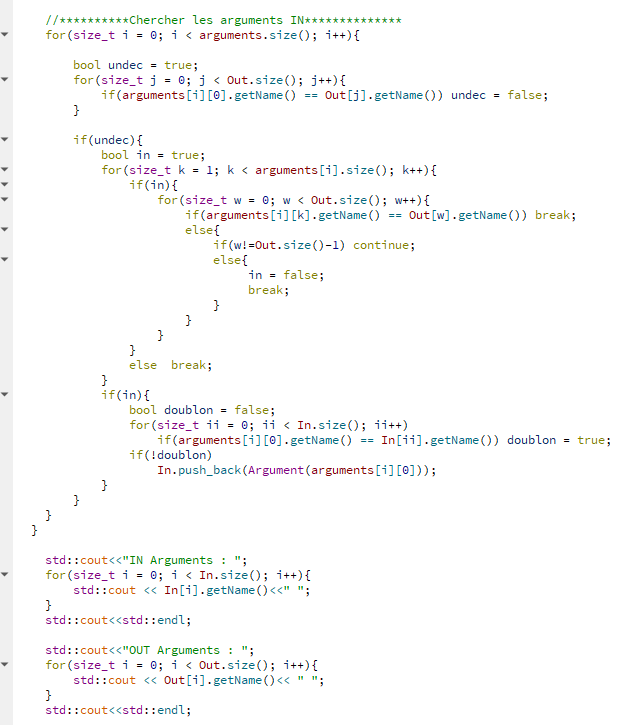 //**********Chercher les arguments IN**************
for(size_t i = 0; i < arguments.size(); i++){
bool undec = true;
for(size_t j = 0; j < Out.size(); j++){
if(arguments[i][0].getName() == Out[j].getName()) undec = false;
}
if(undec){
bool in = true;
for(size_t k = 1; k < arguments[i].size(); k++){
if(in){
for(size_t w = 0; w < Out.size(); w++){
if(arguments[i][k].getName() == Out[w].getName()) break;
else{
if(w!=Out.size()-1) continue;
else{
in = false;
break;
}
}
}
}
else  break;
}
if(in){
bool doublon = false;
for(size_t ii = 0; ii < In.size(); ii++)
if(arguments[i][0].getName() == In[ii].getName()) doublon = true;
if(!doublon)
In.push_back(Argument(arguments[i][0]));
}
}
}
}
std::cout<<"IN Arguments : ";
for(size_t i = 0; i < In.size(); i++){
std::cout << In[i].getName()<<" ";
}
std::cout<<std::endl;
std::cout<<"OUT Arguments : ";
for(size_t i = 0; i < Out.size(); i++){
std::cout << Out[i].getName()<< " ";
}
std::cout<<std::endl;